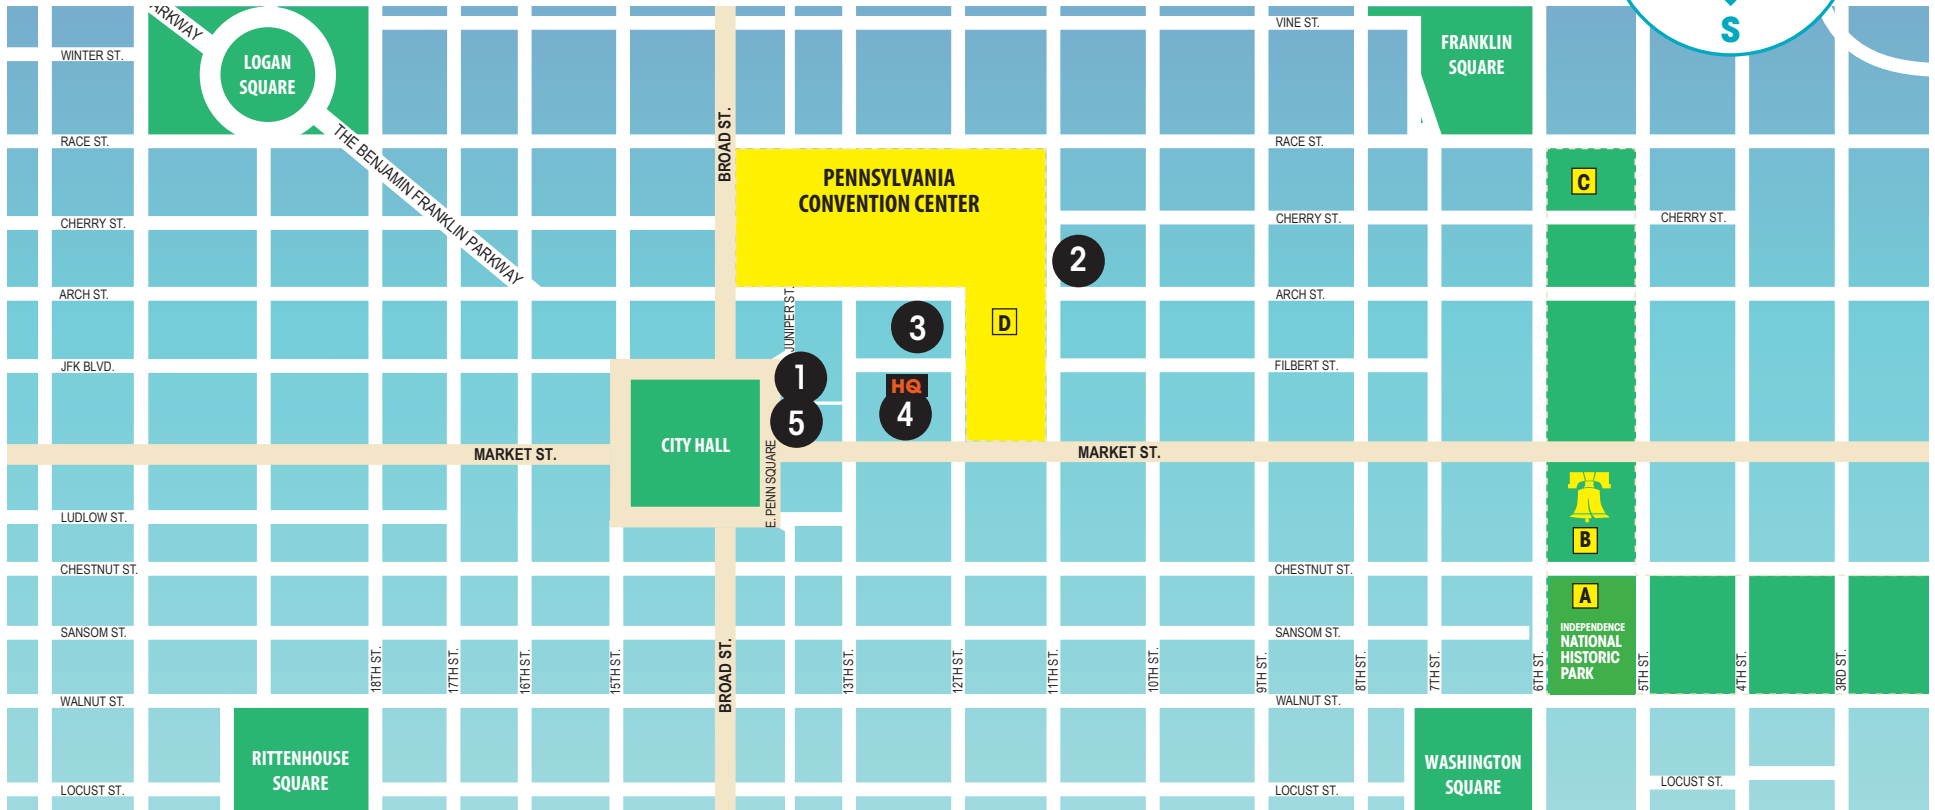 ARKWAY
VINE ST.
S
WINTER ST.
LOGAN
SQUARE
FRANKLIN
SQUARE
BROAD ST.
RACE ST.
RACE ST.
THE BENJAMIN FRANKLIN PARKWAY
PENNSYLVANIA
CONVENTION CENTER
C
CHERRY ST.
CHERRY ST.
CHERRY ST.
2
ARCH ST.
ARCH ST.
JUNIPER ST.
3
D
JFK BLVD.
FILBERT ST.
1
HQ
4
5
CITY HALL
MARKET ST.
MARKET ST.
E. PENN SQUARE
LUDLOW ST.
B
CHESTNUT ST.
CHESTNUT ST.
A
SANSOM ST.
SANSOM ST.
INDEPENDENCE
NATIONAL
HISTORIC
PARK
18TH ST.
17TH ST.
16TH ST.
15TH ST.
BROAD ST.
13TH ST.
12TH ST.
11TH ST.
10TH ST.
9TH ST.
8TH ST.
7TH ST.
6TH ST.
5TH ST.
4TH ST.
3RD ST.
WALNUT ST.
WALNUT ST.
RITTENHOUSE
SQUARE
WASHINGTON
SQUARE
LOCUST ST.
LOCUST ST.
LOCUST ST.